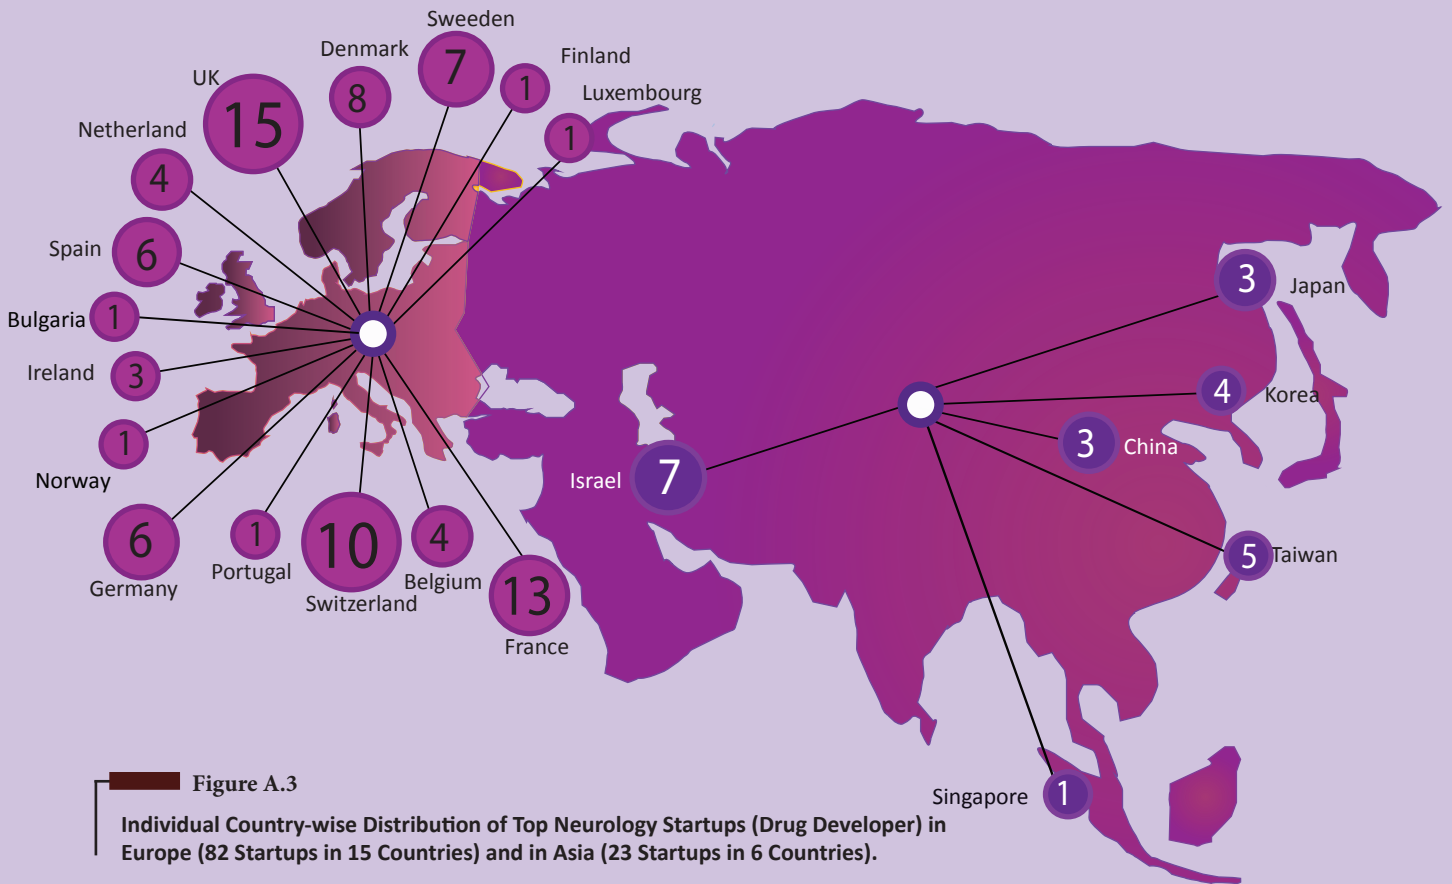 Sweeden
7
Denmark
8
Finland
1
UK
15
Luxembourg
1
Netherland
4
Spain
6
Bulgaria
1
Ireland
3
Norway
1
Germany
6
Portugal
1
Switzerland
10
Belgium
4
France
13
Japan
3
Korea
4
China
3
Israel
7
Taiwan
5
Singapore
1
Figure A.3
Individual Country-wise Distribution of Top Neurology Startups (Drug Developer) in
Europe (82 Startups in 15 Countries) and in Asia (23 Startups in 6 Countries).